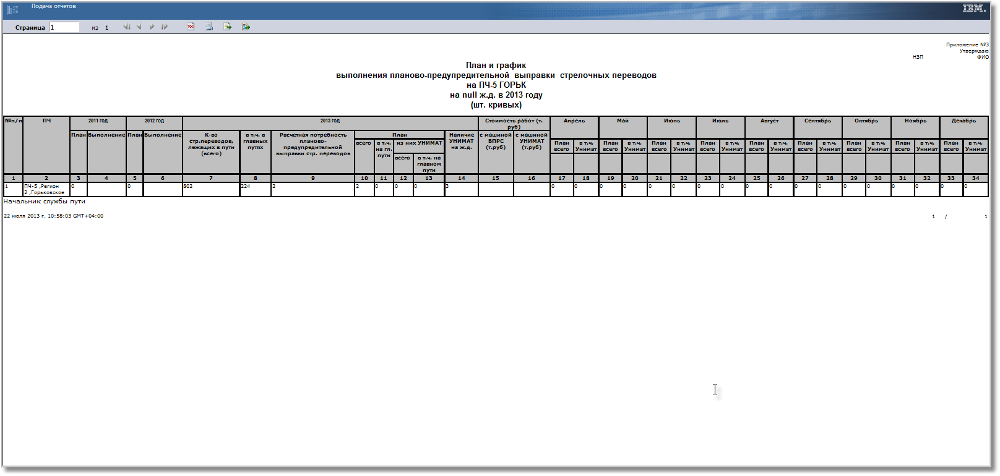 Подача отчетов
IBM.
Страница 1 из 1
TOC
Приложение №3
Утверждаю
НЗП ФИО
План и график
выполнения планово-предупредительной выправки стрелочных переводов
на ПЧ-5 ГОРЬК
на null ж.д. в 2013 году
(шт. кривых)
№п/п ПЧ 2011 год 2012 год 2013 год Стоимость работ (т. руб) Апрель Май Июнь Июль Август Сентябрь Октябрь Ноябрь Декабрь
План Выполнение План Выполнение К-во стр.переводов, лежащих в пути (всего) в т.ч. в главных путях Расчетная потребность планово-предупредительной выправки стр. переводов План Наличие УНИМАТ на ж.д. с машиной ВПРС (т.руб) с машиной УНИМАТ (т.руб)
всего в т.ч. на гл. пути из них УНИМАТ План всего в т.ч. Унимат План всего в т.ч. Унимат План всего в т.ч. Унимат План всего в т.ч. Унимат План всего в т.ч. Унимат План всего в т.ч. Унимат План всего в т.ч. Унимат План всего в т.ч. Унимат План всего в т.ч. Унимат
всего в т.ч. на главном пути
1 2 3 4 5 6 7 8 9 10 11 12 13 14 15 16 17 18 19 20 21 22 23 24 25 26 27 28 29 30 31 32 33 34
1 ПЧ-5 ,Регион 2 ,Горьковское 0 0 802 224 2 2 0 0 0 3 0 0 0 0 0 0 0 0 0 0 0 0 0 0 0 0 0 0
Начальник службы пути
22 июля 2013 г. 10:58:03 GMT+04:00 1 / 1